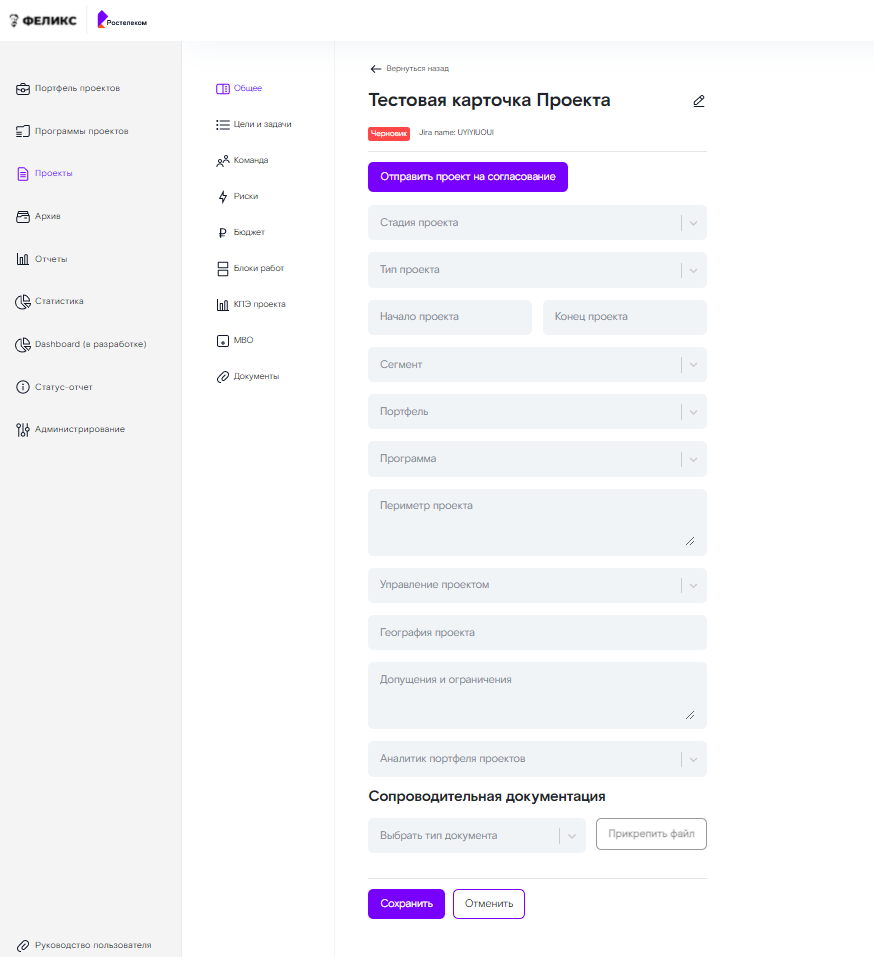 ФЕЛИКС
Ростелеком
Портфель проектов
Программы проектов
Проекты
Архив
Отчеты
Статистика
Dashboard (в разработке)
Статус-отчет
Администрирование
Руководство пользователя
Общее
Цели и задачи
Команда
Риски
Бюджет
Блоки работ
КПЭ проекта
МВО
Документы
Вернуться назад
Тестовая карточка Проекта
Черновик Jira name: UYIYIUOUI
Отправить проект на согласование
Стадия проекта
Тип проекта
Начало проекта Конец проекта
Сегмент
Портфель
Программа
Периметр проекта
Управление проектом
География проекта
Допущения и ограничения
Аналитик портфеля проектов
Сопроводительная документация
Выбрать тип документа Прикрепить файл
Сохранить Отменить